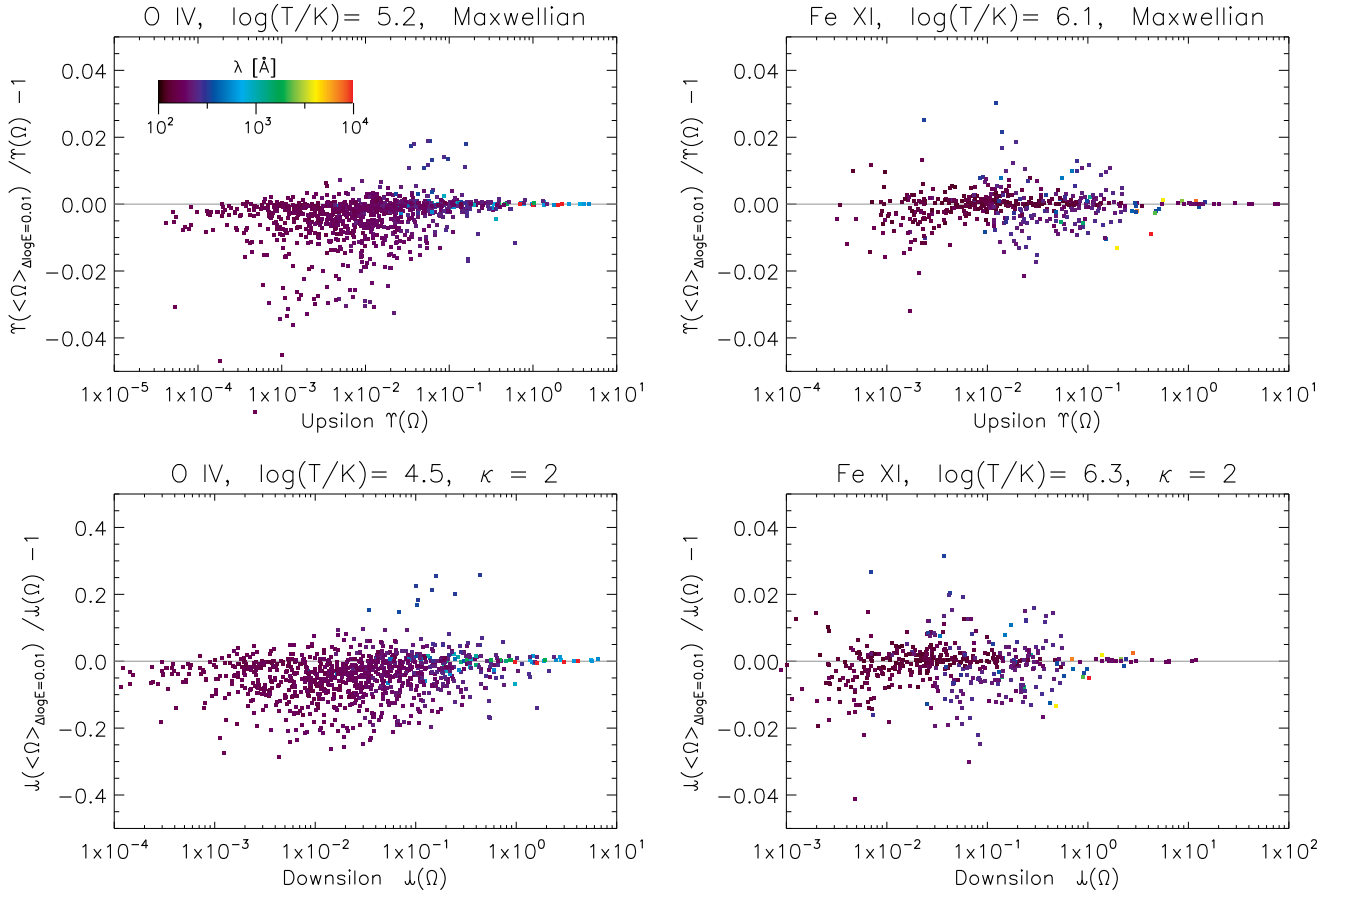 O IV, log(T/K)= 5.2, Maxwellian
0.04
0.02
0.00
−0.02
−0.04
ϒ(<Ω>ΔlogE=0.01) /ϒ(Ω) −1
λ [Å]
10² 10³ 10⁴
1x10⁻⁵ 1x10⁻⁴ 1x10⁻³ 1x10⁻² 1x10⁻¹ 1x10⁰ 1x10¹
Upsilon ϒ(Ω)
Fe XI, log(T/K)= 6.1, Maxwellian
0.04
0.02
0.00
−0.02
−0.04
ϒ(<Ω>ΔlogE=0.01) /ϒ(Ω) −1
1x10⁻⁴ 1x10⁻³ 1x10⁻² 1x10⁻¹ 1x10⁰ 1x10¹
Upsilon ϒ(Ω)
O IV, log(T/K)= 4.5, κ = 2
0.4
0.2
0.0
−0.2
−0.4
⅄(<Ω>ΔlogE=0.01) /⅄(Ω) −1
1x10⁻⁴ 1x10⁻³ 1x10⁻² 1x10⁻¹ 1x10⁰ 1x10¹
Downsilon ⅄(Ω)
Fe XI, log(T/K)= 6.3, κ = 2
0.04
0.02
0.00
−0.02
−0.04
⅄(<Ω>ΔlogE=0.01) /⅄(Ω) −1
1x10⁻³ 1x10⁻² 1x10⁻¹ 1x10⁰ 1x10¹ 1x10²
Downsilon ⅄(Ω)